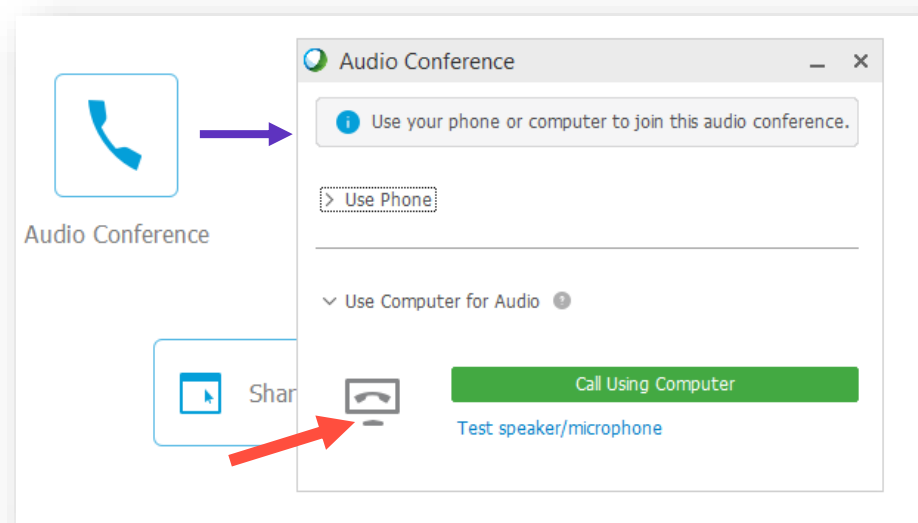 Audio Conference
Use your phone or computer to join this audio conference.
> Use Phone
Audio Conference
Use Computer for Audio ?
Shar
Call Using Computer
Test speaker/microphone